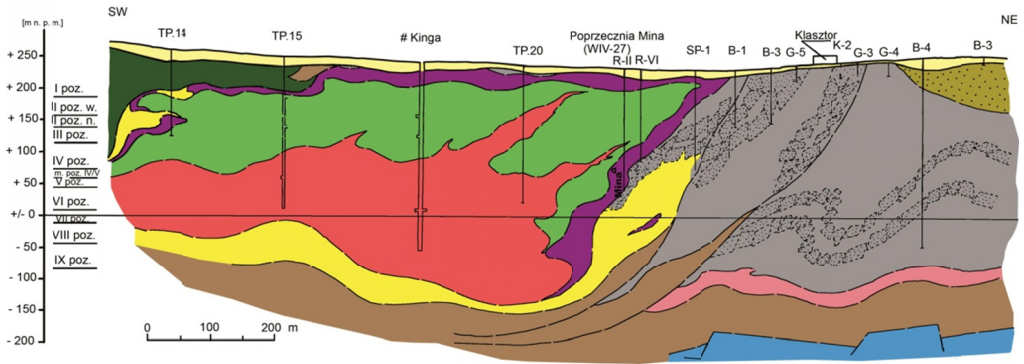 SW
NE
[m n. p. m.]
TP.14
TP.15
# Kinga
TP.20
Poprzecznia Mina
(WIV-27)
R-II R-VI
SP-1
B-1
B-3
G-5
Klasztor
K-2
G-3
G-4
B-4
B-3
+ 250
+ 200
+ 150
+ 100
+ 50
+/- 0
- 50
- 100
- 150
- 200
I poz.
II poz. w.
II poz. n.
III poz.
IV poz.
m. poz. IV/V
V poz.
VI poz.
VII poz.
VIII poz.
IX poz.
Mina
0 100 200 m